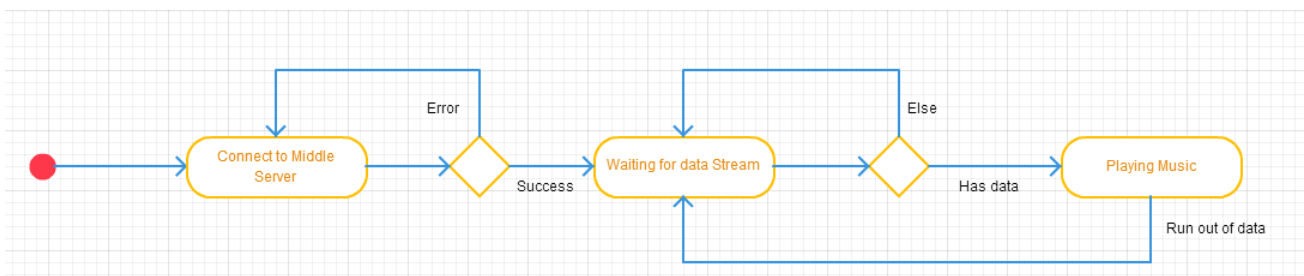 Error
Else
Connect to Middle
Server
Waiting for data Stream
Playing Music
Success
Has data
Run out of data